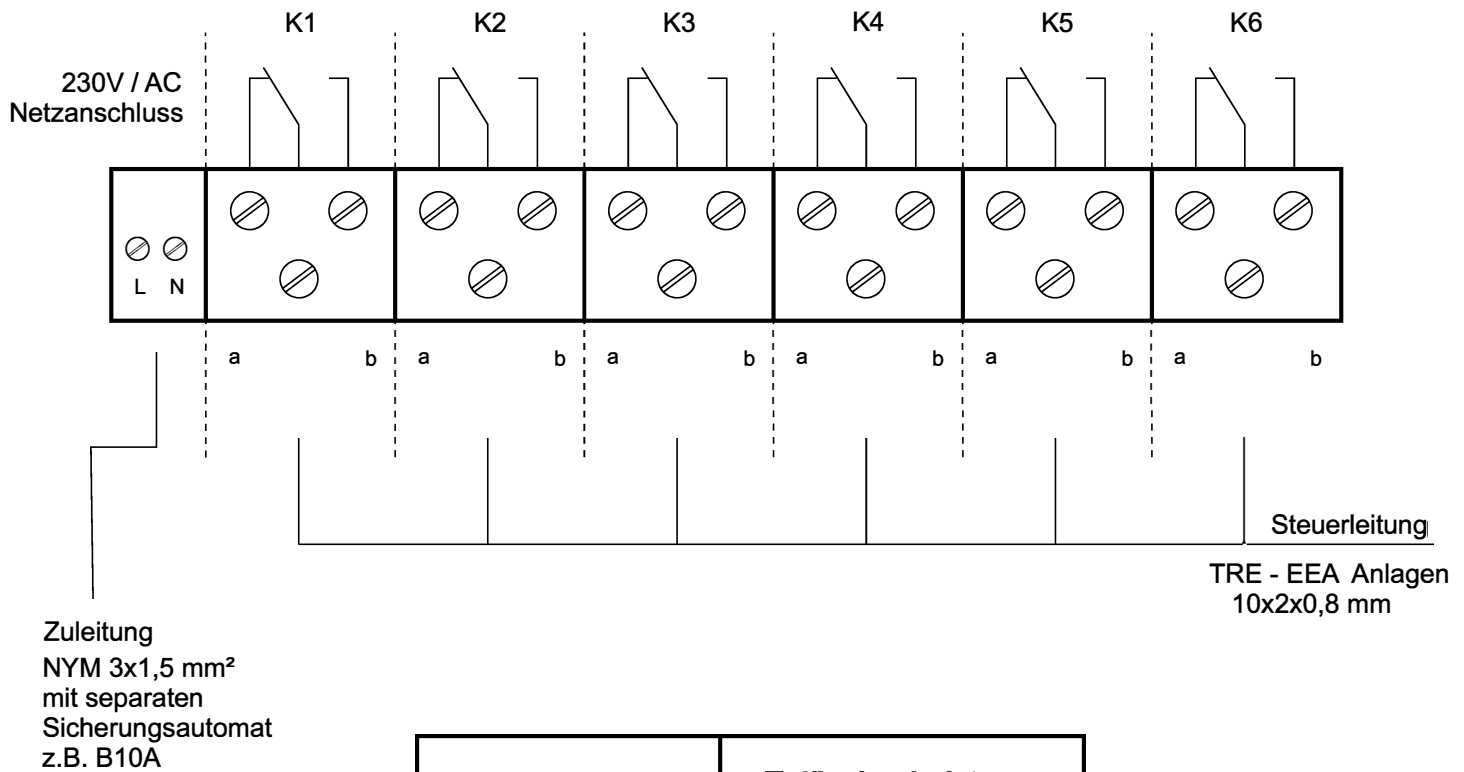 K1 K2 K3 K4 K5 K6
230V / AC
Netzanschluss
L N
a b a b a b a b a b a b
Steuerleitung
TRE - EEA Anlagen
10x2x0,8 mm
Zuleitung
NYM 3x1,5 mm²
mit separaten
Sicherungsautomat
z.B. B10A